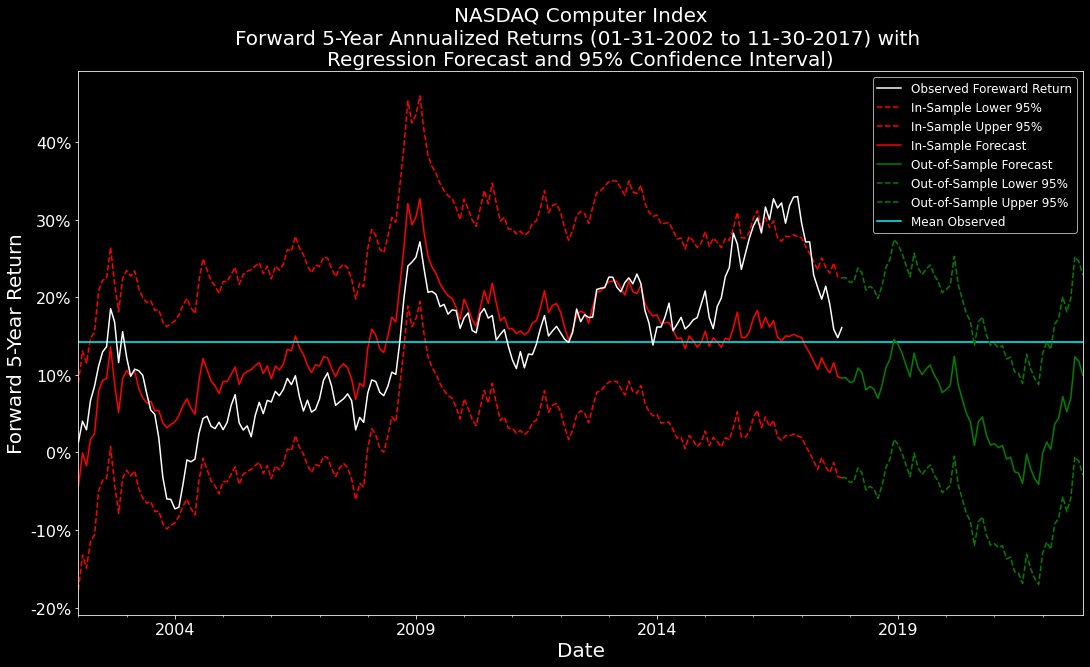 NASDAQ Computer Index
Forward 5-Year Annualized Returns (01-31-2002 to 11-30-2017) with
Regression Forecast and 95% Confidence Interval)
Observed Foreward Return
In-Sample Lower 95%
In-Sample Upper 95%
In-Sample Forecast
Out-of-Sample Forecast
Out-of-Sample Lower 95%
Out-of-Sample Upper 95%
Mean Observed
Forward 5-Year Return
40%
30%
20%
10%
0%
-10%
-20%
2004
2009
2014
2019
Date